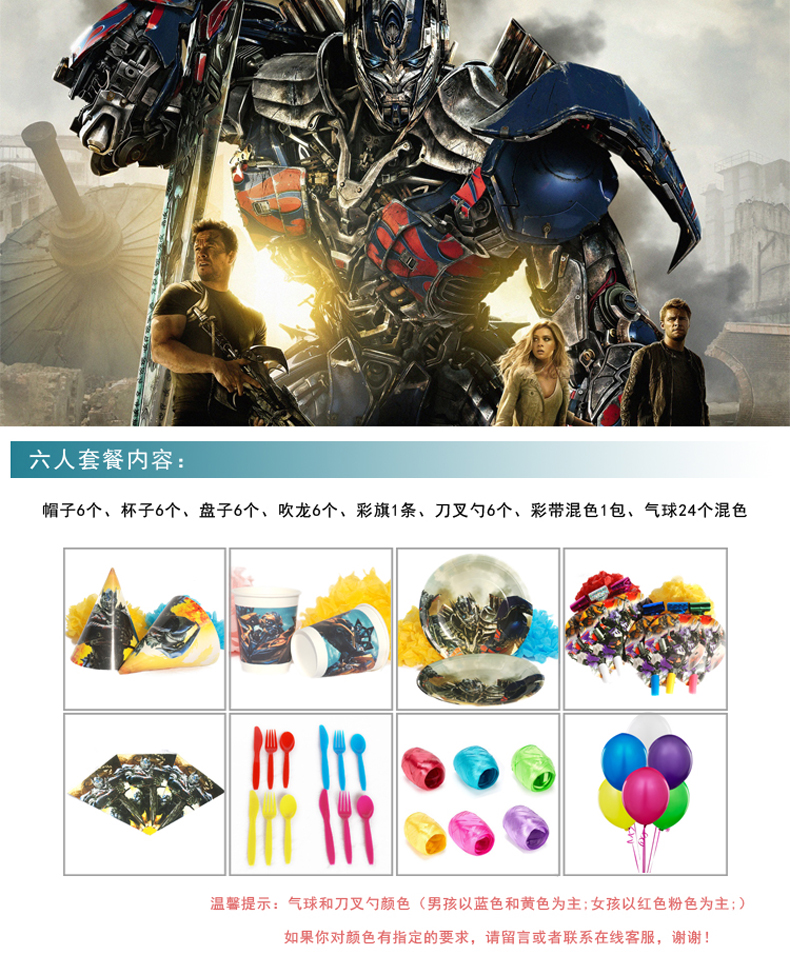 六人套餐内容：
帽子6个、杯子6个、盘子6个、吹龙6个、彩旗1条、刀叉勺6个、彩带混色1包、气球24个混色
温馨提示：气球和刀叉勺颜色（男孩以蓝色和黄色为主;女孩以红色粉色为主;）
如果你对颜色有指定的要求，请留言或者联系在线客服，谢谢！